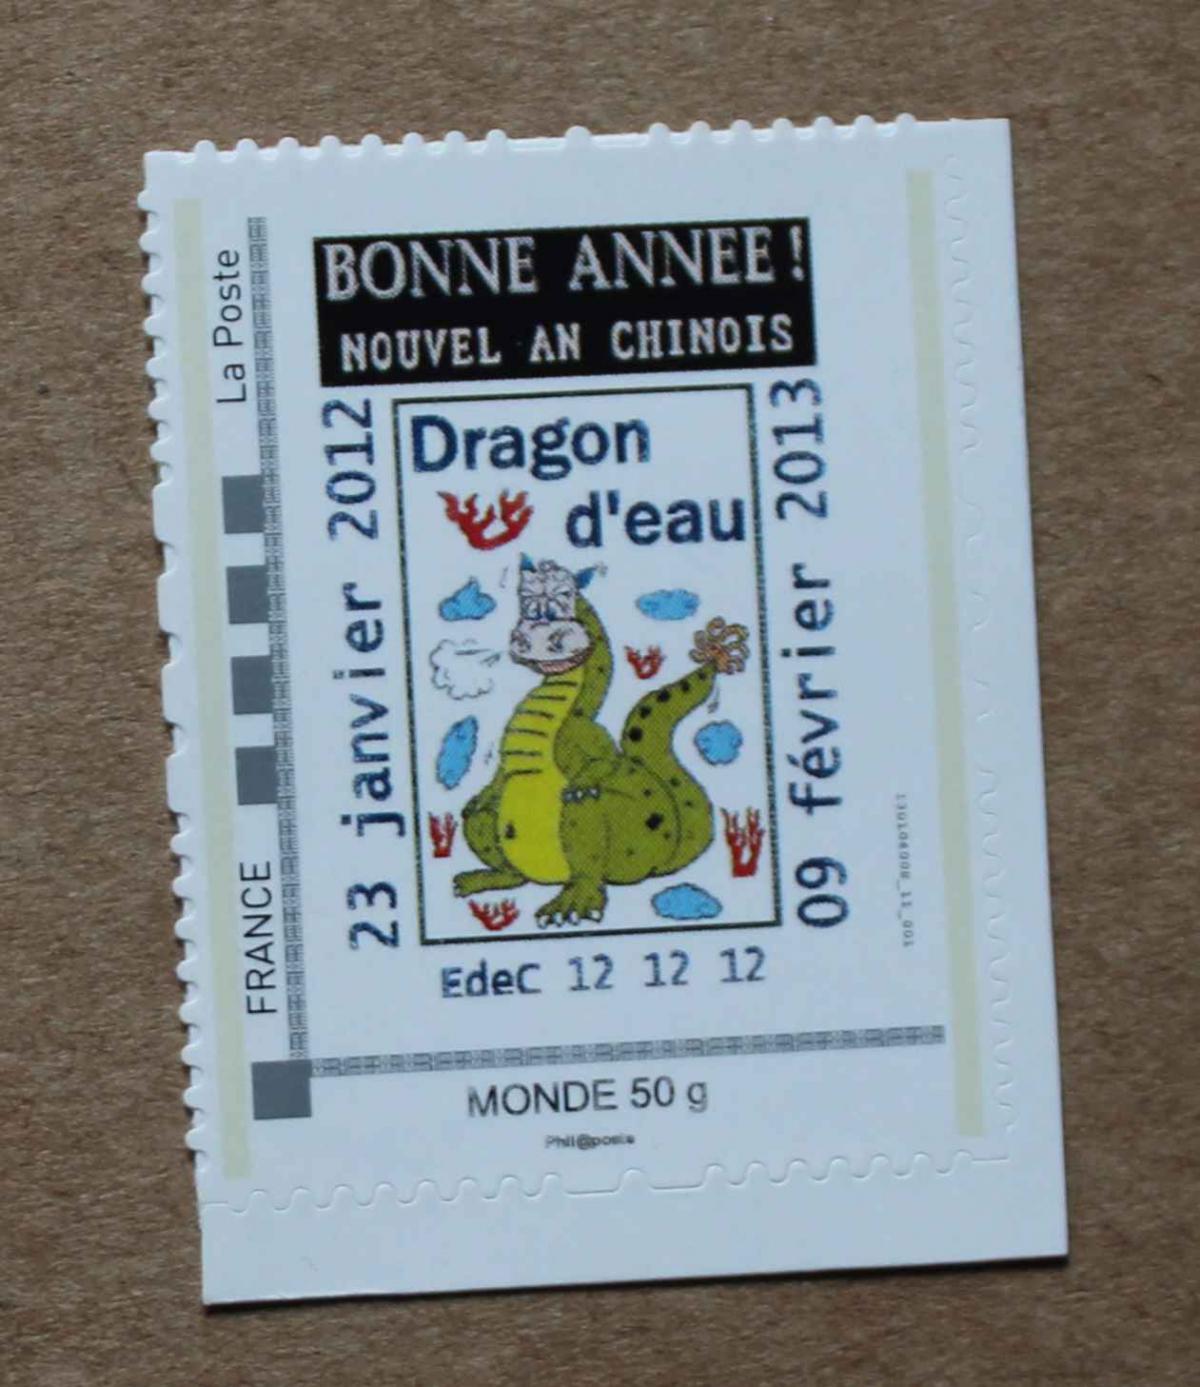 BONNE ANNEE!
NOUVEL AN CHINOIS
La Poste
FRANCE
23 janvier 2012
Dragon
d'eau
09 février 2013
EdeC 12 12 12
MONDE 50 g
Phil@poste